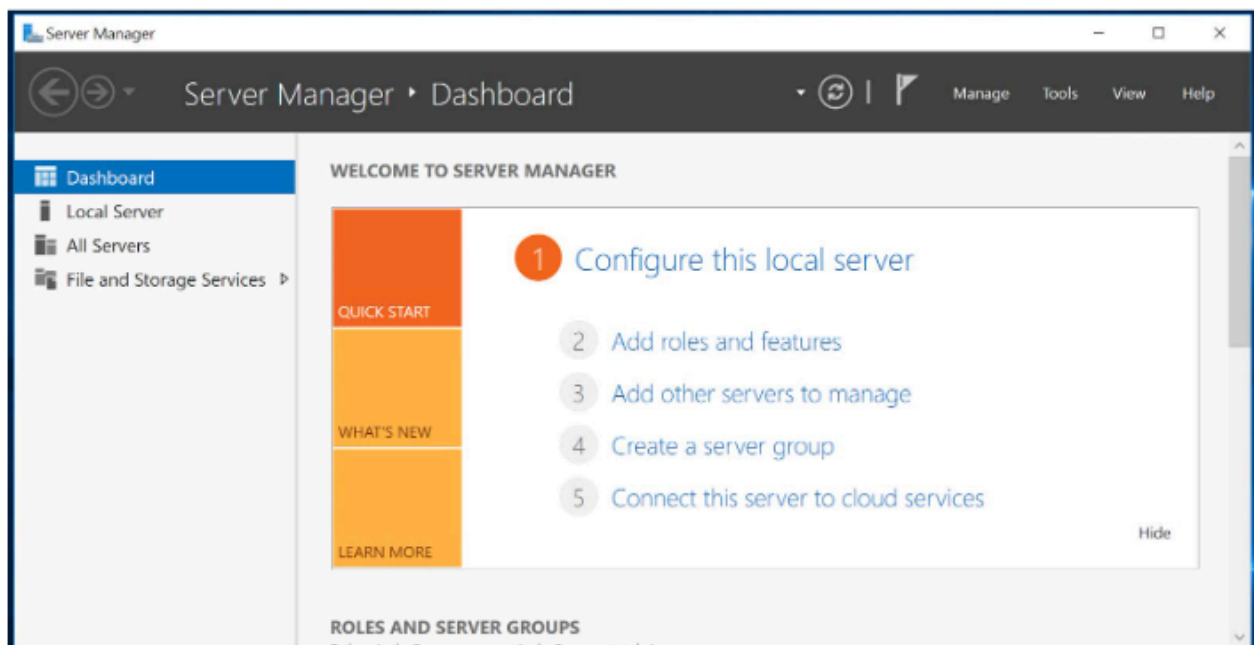 Server Manager
Server Manager ‣ Dashboard
Manage Tools View Help
Dashboard
Local Server
All Servers
File and Storage Services
WELCOME TO SERVER MANAGER
QUICK START
WHAT'S NEW
LEARN MORE
1 Configure this local server
2 Add roles and features
3 Add other servers to manage
4 Create a server group
5 Connect this server to cloud services
Hide
ROLES AND SERVER GROUPS